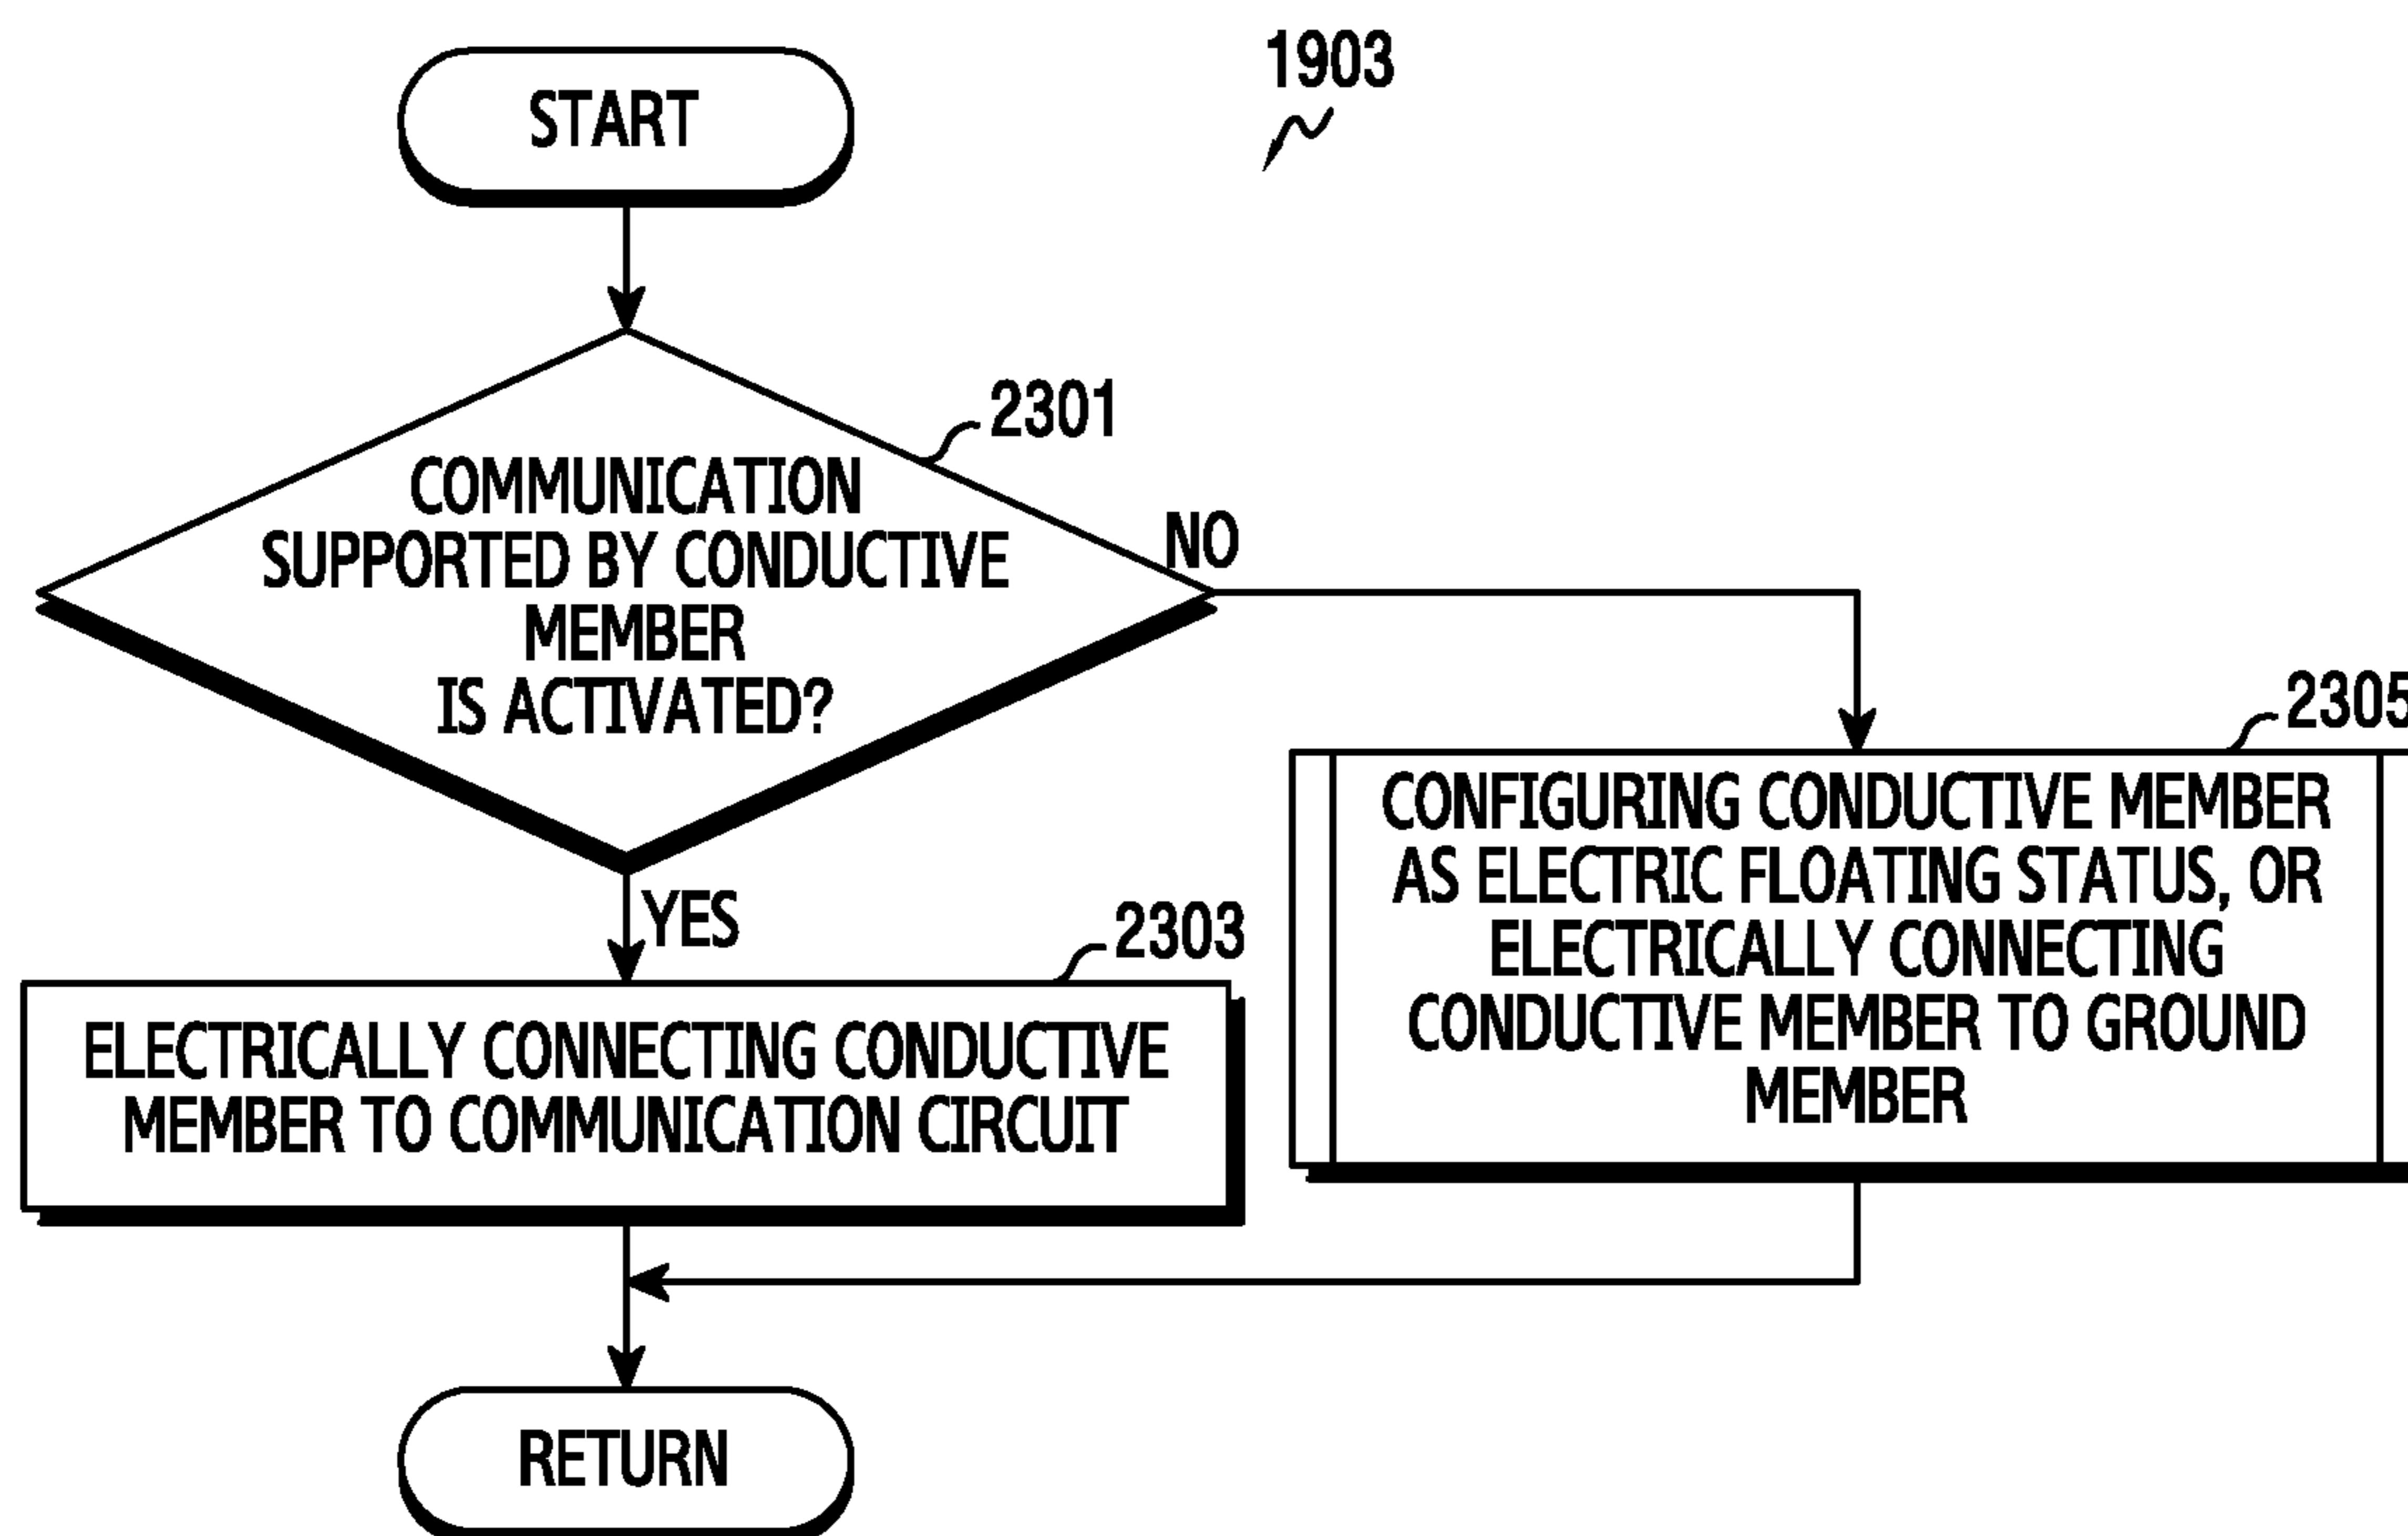 START
1903
2301
COMMUNICATION
SUPPORTED BY CONDUCTIVE
MEMBER
IS ACTIVATED?
NO
YES
2305
CONFIGURING CONDUCTIVE MEMBER
AS ELECTRIC FLOATING STATUS, OR
ELECTRICALLY CONNECTING
CONDUCTIVE MEMBER TO GROUND
MEMBER
2303
ELECTRICALLY CONNECTING CONDUCTIVE
MEMBER TO COMMUNICATION CIRCUIT
RETURN